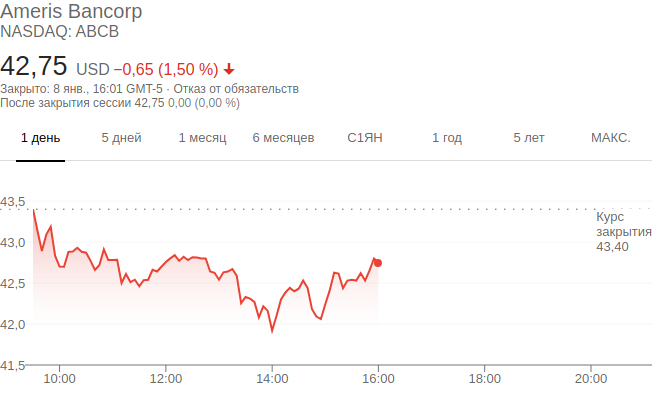 Ameris Bancorp
NASDAQ: ABCB
42,75 USD −0,65 (1,50 %)
Закрыто: 8 янв., 16:01 GMT-5 · Отказ от обязательств
После закрытия сессии 42,75 0,00 (0,00 %)
1 день 5 дней 1 месяц 6 месяцев С1ЯН 1 год 5 лет МАКС.
43,5
Курс
закрытия
43,40
43,0
42,5
42,0
41,5
10:00 12:00 14:00 16:00 18:00 20:00